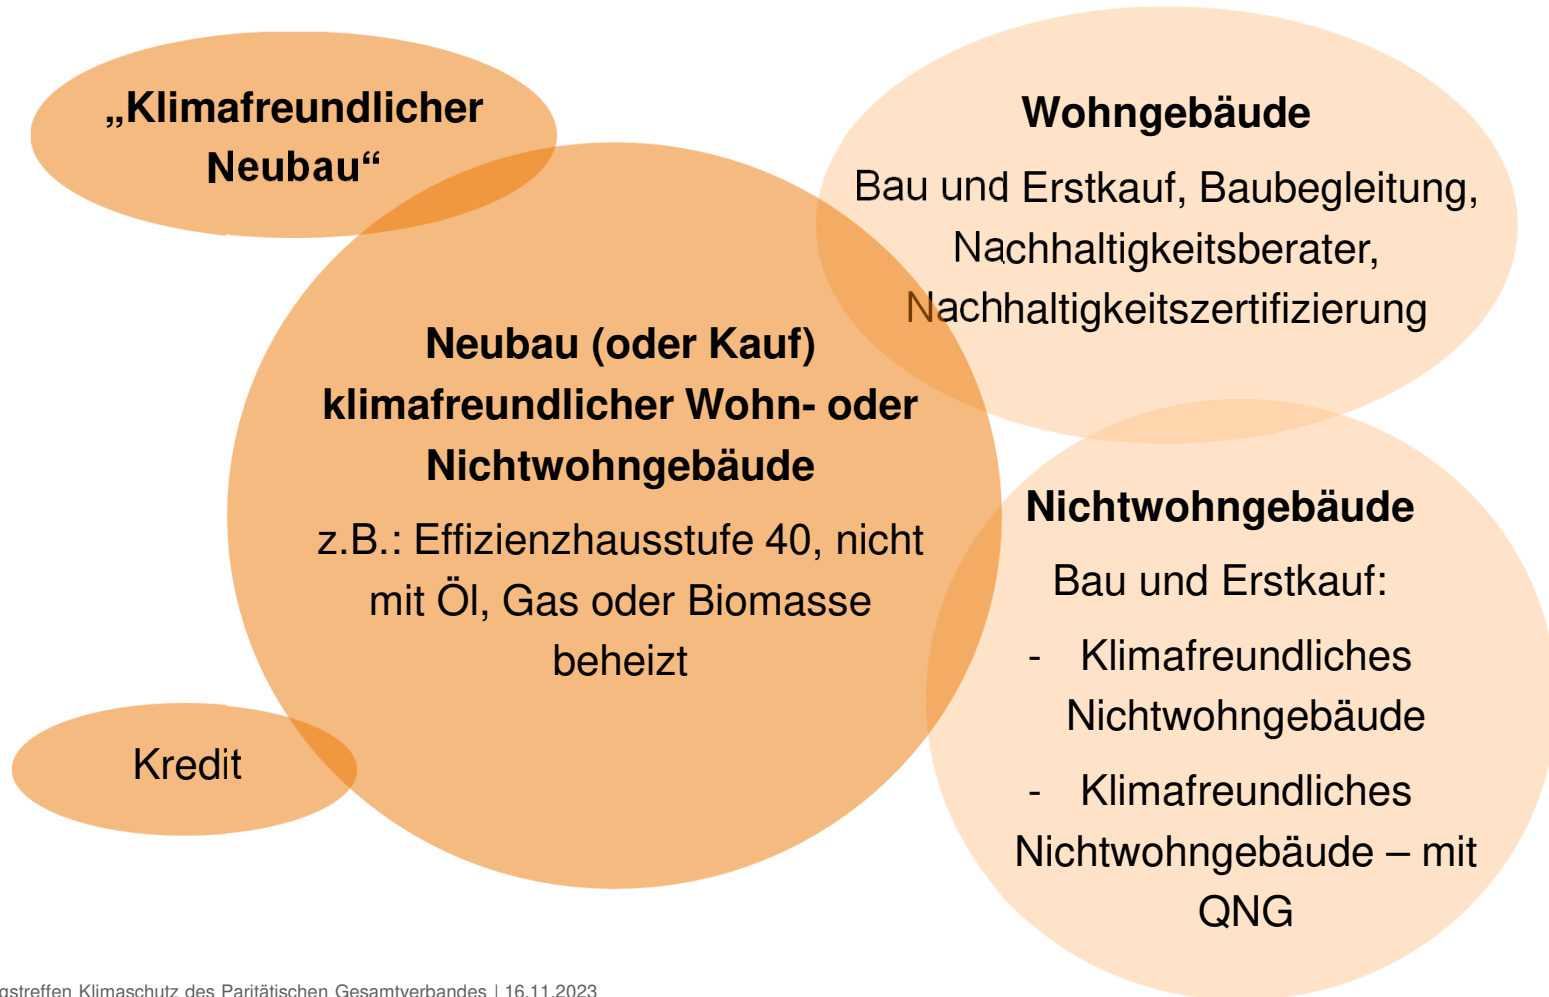 „Klimafreundlicher
Neubau“
Neubau (oder Kauf)
klimafreundlicher Wohn- oder
Nichtwohngebäude
z.B.: Effizienzhausstufe 40, nicht
mit Öl, Gas oder Biomasse
beheizt
Kredit
Wohngebäude
Bau und Erstkauf, Baubegleitung,
Nachhaltigkeitsberater,
Nachhaltigkeitszertifizierung
Nichtwohngebäude
Bau und Erstkauf:
- Klimafreundliches
Nichtwohngebäude
- Klimafreundliches
Nichtwohngebäude – mit
QNG
Klimaschutz des Paritätischen Gesamtverbandes | 16.11.2023